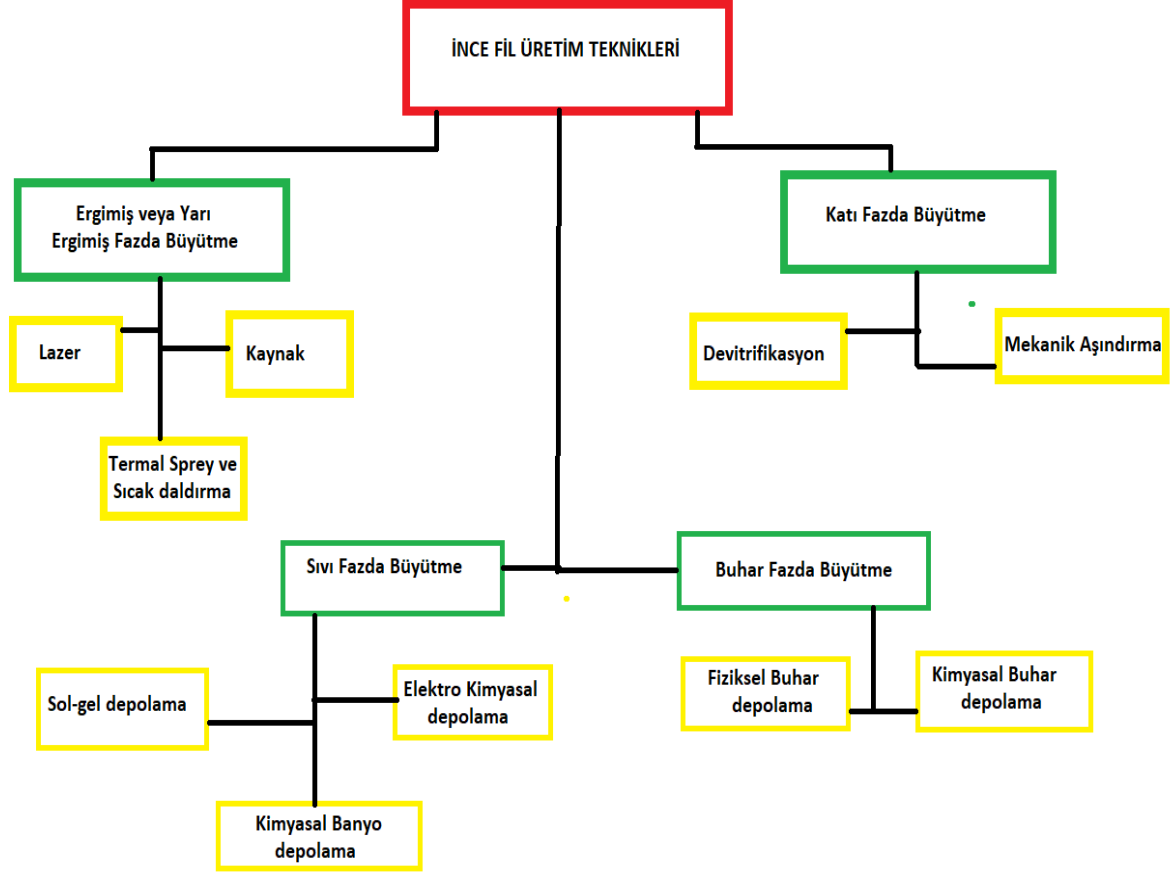 İNCE FİL ÜRETİM TEKNİKLERİ
Ergimiş veya Yarı
Ergimiş Fazda Büyütme
Katı Fazda Büyütme
Lazer
Kaynak
Termal Sprey ve
Sıcak daldırma
Devitrifikasyon
Mekanik Aşındırma
Sıvı Fazda Büyütme
Buhar Fazda Büyütme
Sol-gel depolama
Elektro Kimyasal
depolama
Kimyasal Banyo
depolama
Fiziksel Buhar
depolama
Kimyasal Buhar
depolama